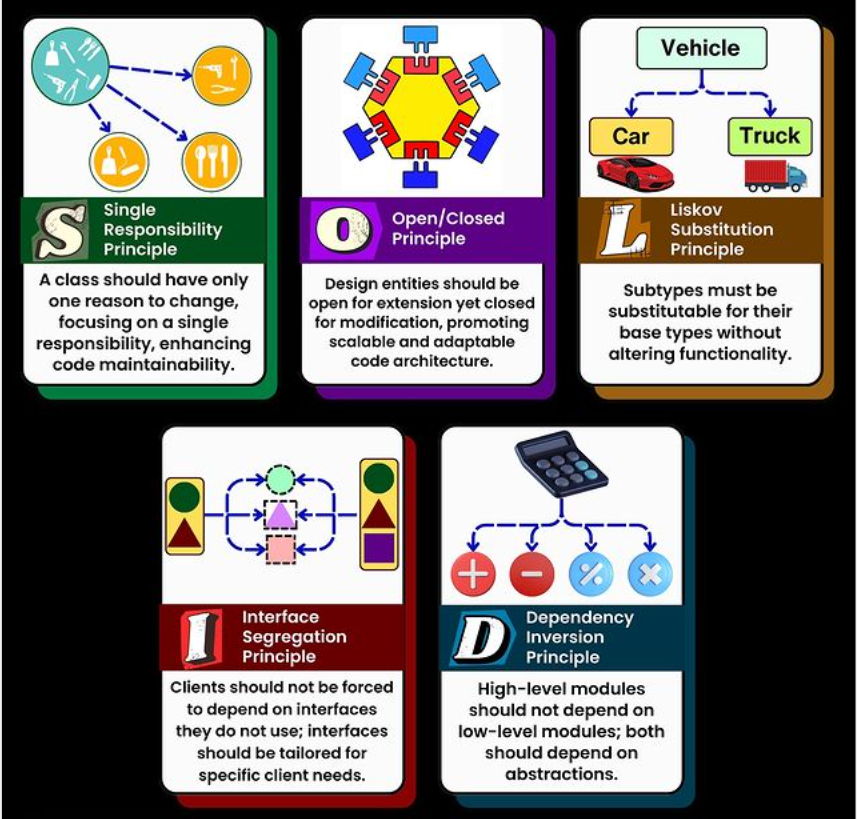 S
Single
Responsibility
Principle
A class should have only
one reason to change,
focusing on a single
responsibility, enhancing
code maintainability.
O
Open/Closed
Principle
Design entities should be
open for extension yet closed
for modification, promoting
scalable and adaptable
code architecture.
Vehicle
Car
Truck
L
Liskov
Substitution
Principle
Subtypes must be
substitutable for their
base types without
altering functionality.
I
Interface
Segregation
Principle
Clients should not be forced
to depend on interfaces
they do not use; interfaces
should be tailored for
specific client needs.
+
−
%
×
D
Dependency
Inversion
Principle
High-level modules
should not depend on
low-level modules; both
should depend on
abstractions.